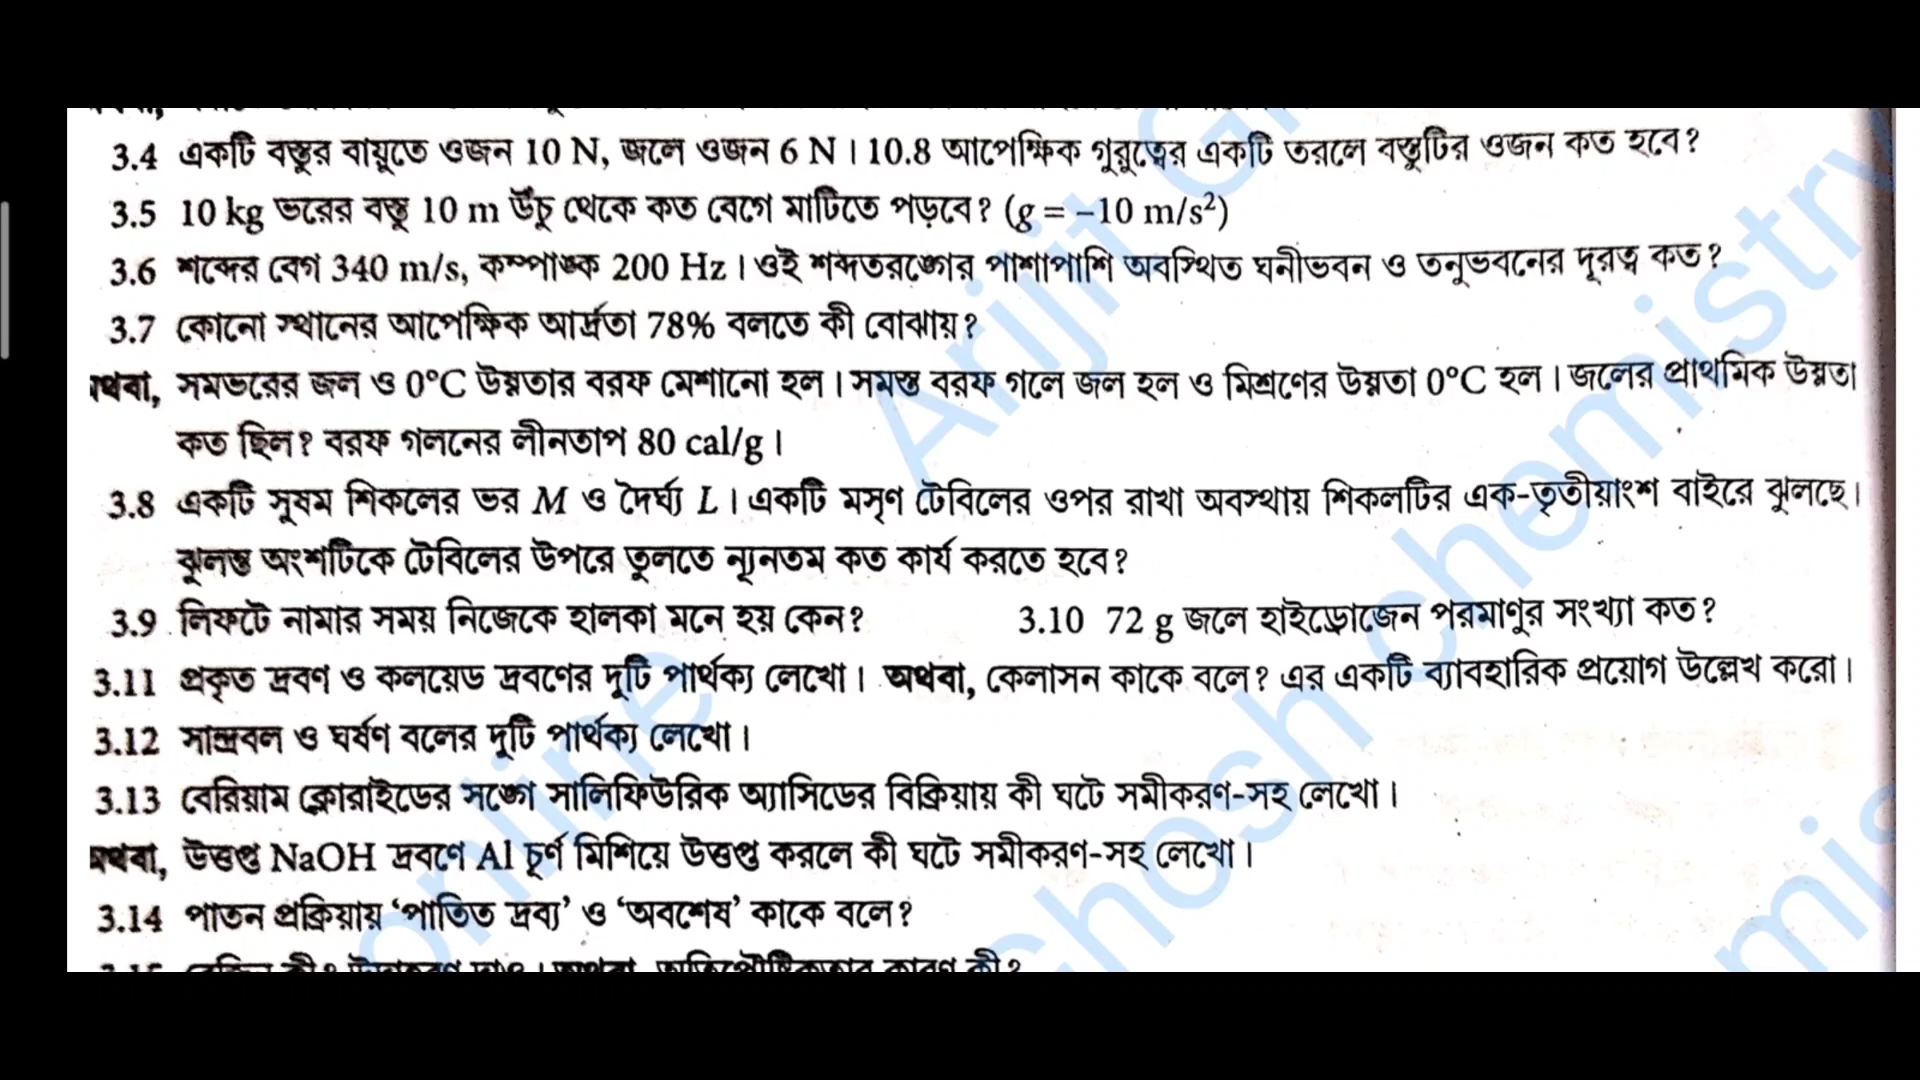 3.4 একটি বস্তুর বায়ুতে ওজন 10 N, জলে ওজন 6 N। 10.8 আপেক্ষিক গুরুত্বের একটি তরলে বস্তুটির ওজন কত হবে?
3.5 10 kg ভরের বস্তু 10 m উঁচু থেকে কত বেগে মাটিতে পড়বে? (g = –10 m/s²)
3.6 শব্দের বেগ 340 m/s, কম্পাঙ্ক 200 Hz। ওই শব্দতরঙ্গের পাশাপাশি অবস্থিত ঘনীভবন ও তনুভবনের দূরত্ব কত?
3.7 কোনো স্থানের আপেক্ষিক আর্দ্রতা 78% বলতে কী বোঝায়?
অথবা, সমভরের জল ও 0°C উষ্ণতার বরফ মেশানো হল। সমস্ত বরফ গলে জল হল ও মিশ্রণের উষ্ণতা 0°C হল। জলের প্রাথমিক উষ্ণতা
কত ছিল? বরফ গলনের লীনতাপ 80 cal/g।
3.8 একটি সুষম শিকলের ভর M ও দৈর্ঘ্য L। একটি মসৃণ টেবিলের ওপর রাখা অবস্থায় শিকলটির এক-তৃতীয়াংশ বাইরে ঝুলছে।
ঝুলন্ত অংশটিকে টেবিলের উপরে তুলতে ন্যূনতম কত কার্য করতে হবে?
3.9 লিফটে নামার সময় নিজেকে হালকা মনে হয় কেন? 3.10 72 g জলে হাইড্রোজেন পরমাণুর সংখ্যা কত?
3.11 প্রকৃত দ্রবণ ও কলয়েড দ্রবণের দুটি পার্থক্য লেখো। অথবা, কেলাসন কাকে বলে? এর একটি ব্যাবহারিক প্রয়োগ উল্লেখ করো।
3.12 সান্দ্রবল ও ঘর্ষণ বলের দুটি পার্থক্য লেখো।
3.13 বেরিয়াম ক্লোরাইডের সঙ্গে সালিফিউরিক অ্যাসিডের বিক্রিয়ায় কী ঘটে সমীকরণ-সহ লেখো।
অথবা, উত্তপ্ত NaOH দ্রবণে Al চূর্ণ মিশিয়ে উত্তপ্ত করলে কী ঘটে সমীকরণ-সহ লেখো।
3.14 পাতন প্রক্রিয়ায় ‘পাতিত দ্রব্য’ ও ‘অবশেষ’ কাকে বলে?
Arijit
online
Ghosh chemistry